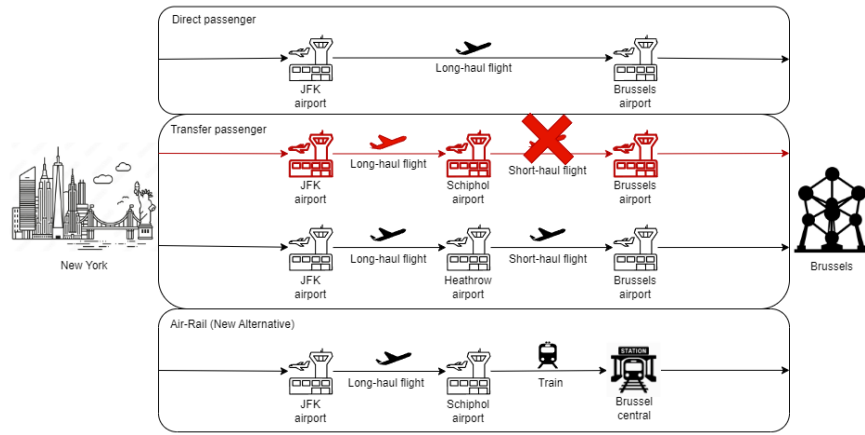 Direct passenger
Long-haul flight
JFK
airport
Brussels
airport
Transfer passenger
Long-haul flight
Short-haul flight
JFK
airport
Schiphol
airport
Brussels
airport
New York
Brussels
Long-haul flight
Short-haul flight
JFK
airport
Heathrow
airport
Brussels
airport
Air-Rail (New Alternative)
STATION
Long-haul flight
Train
JFK
airport
Schiphol
airport
Brussel
central